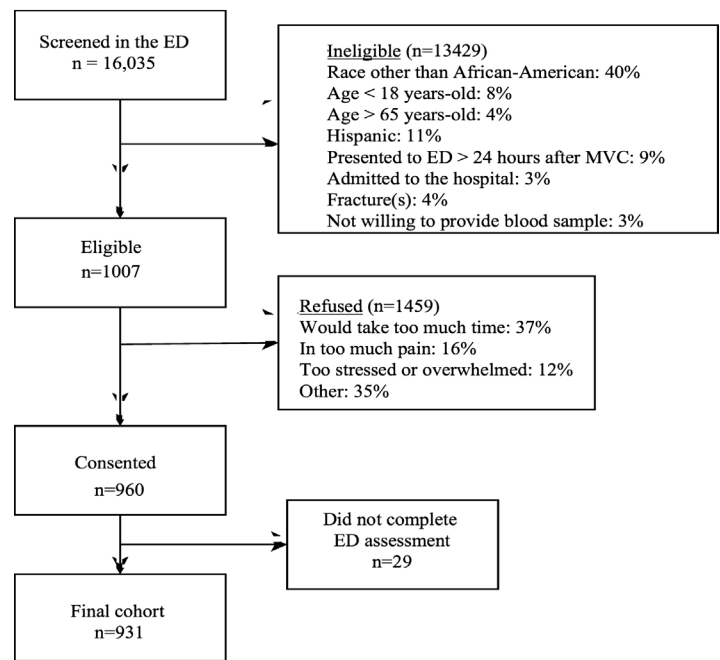 Screened in the ED
n = 16,035
Ineligible (n=13429)
Race other than African-American: 40%
Age < 18 years-old: 8%
Age > 65 years-old: 4%
Hispanic: 11%
Presented to ED > 24 hours after MVC: 9%
Admitted to the hospital: 3%
Fracture(s): 4%
Not willing to provide blood sample: 3%
Eligible
n=1007
Refused (n=1459)
Would take too much time: 37%
In too much pain: 16%
Too stressed or overwhelmed: 12%
Other: 35%
Consented
n=960
Did not complete
ED assessment
n=29
Final cohort
n=931